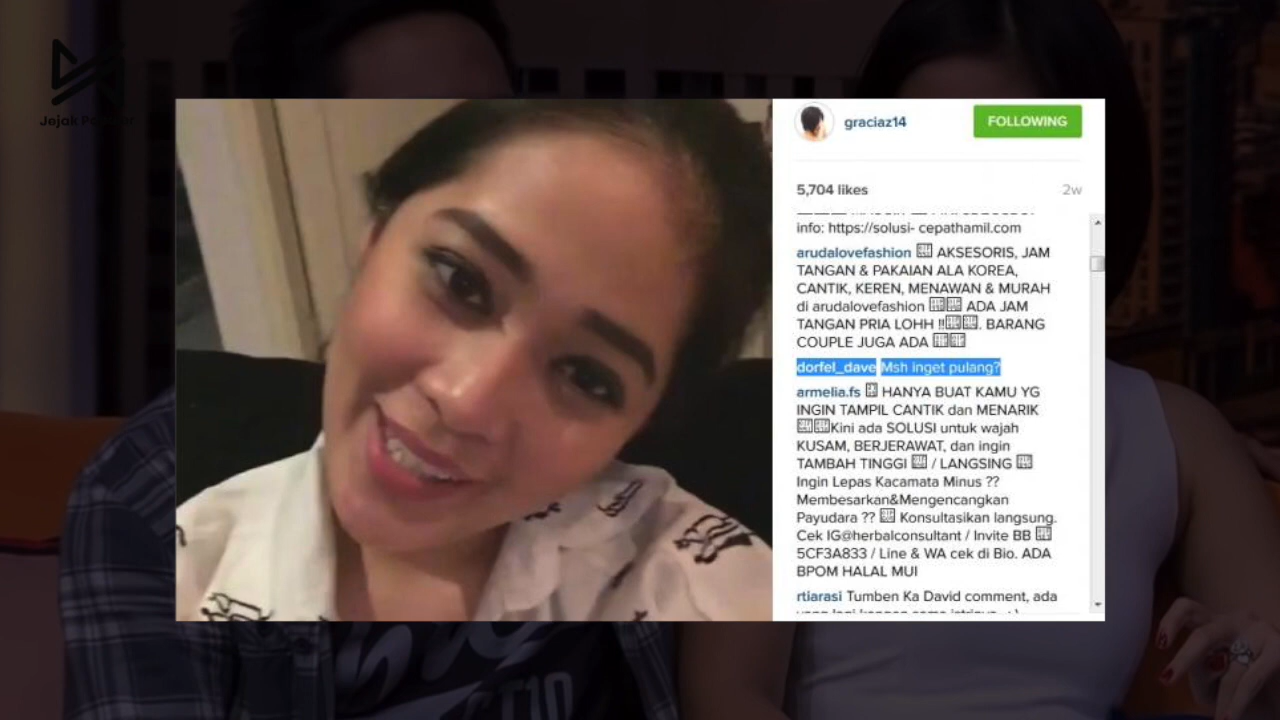 graciaz14
FOLLOWING
5,704 likes
2w
info: https://solusi- cepathamil.com
arudalovefashion AKSESORIS, JAM
TANGAN & PAKAIAN ALA KOREA,
CANTIK, KEREN, MENAWAN & MURAH
di arudalovefashion ADA JAM
TANGAN PRIA LOHH !!. BARANG
COUPLE JUGA ADA
dorfel_dave Msh inget pulang?
armelia.fs HANYA BUAT KAMU YG
INGIN TAMPIL CANTIK dan MENARIK
Kini ada SOLUSI untuk wajah
KUSAM, BERJERAWAT, dan ingin
TAMBAH TINGGI / LANGSING
Ingin Lepas Kacamata Minus ??
Membesarkan&Mengencangkan
Payudara ?? Konsultasikan langsung.
Cek IG@herbalconsultant / Invite BB
5CF3A833 / Line & WA cek di Bio. ADA
BPOM HALAL MUI
rtiarasi Tumben Ka David comment, ada